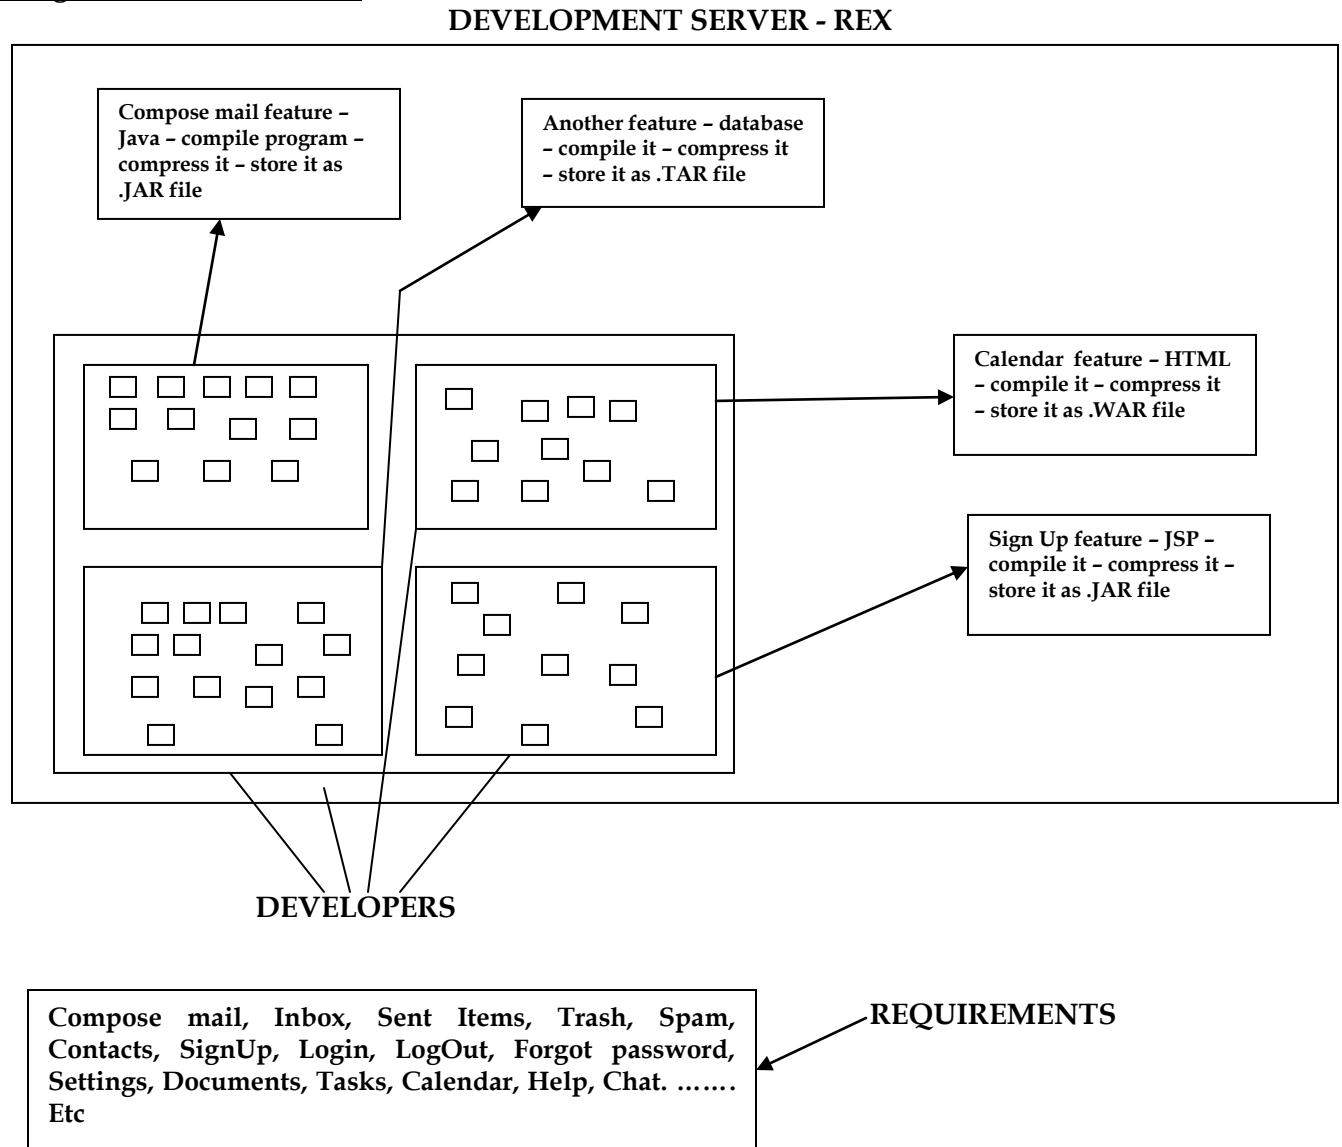 DEVELOPMENT SERVER - REX
Compose mail feature –
Java – compile program –
compress it – store it as
.JAR file
Another feature – database
– compile it – compress it
– store it as .TAR file
Calendar feature – HTML
– compile it – compress it
– store it as .WAR file
Sign Up feature – JSP –
compile it – compress it –
store it as .JAR file
DEVELOPERS
REQUIREMENTS
Compose mail, Inbox, Sent Items, Trash, Spam,
Contacts, SignUp, Login, LogOut, Forgot password,
Settings, Documents, Tasks, Calendar, Help, Chat. …….
Etc